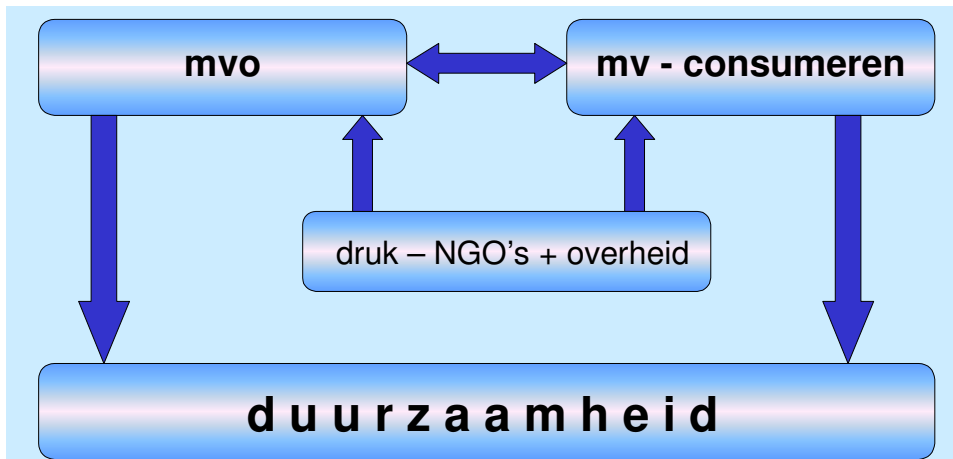 mvo
mv - consumeren
druk – NGO's + overheid
d u u r z a a m h e i d